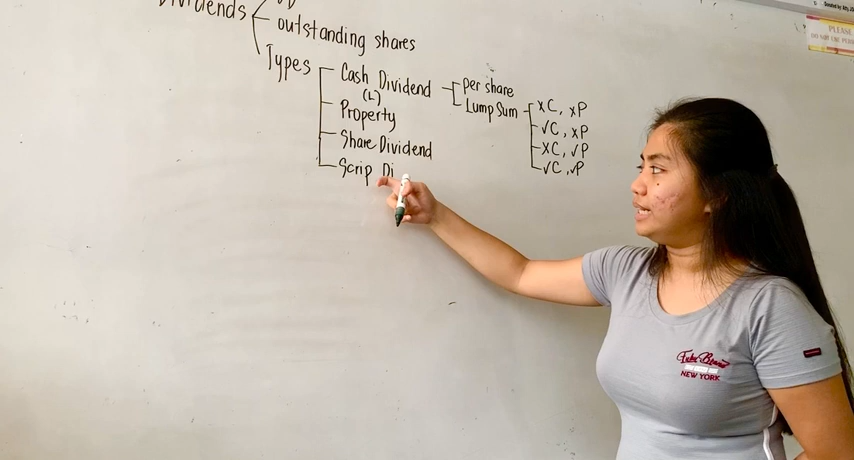 Dividends
outstanding shares
Types
Cash Dividend
(L)
Property
Share Dividend
Scrip Di
per share
Lump Sum
xC, xP
√C, xP
xC, √P
√C, √P
NEW YORK
PLEASE